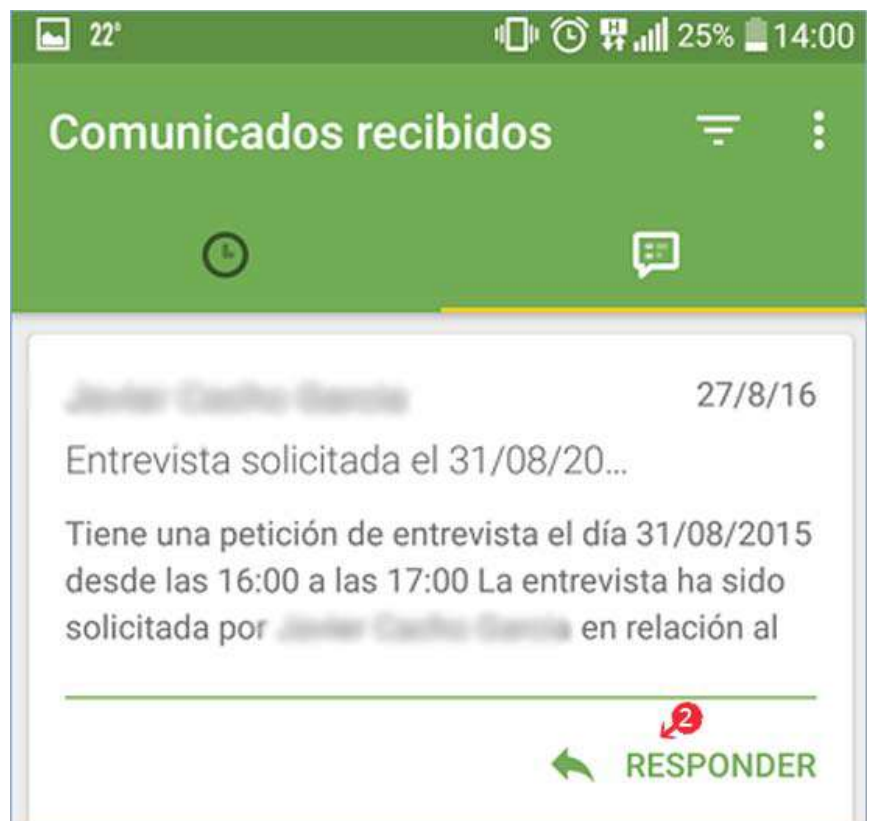 22° 25% 14:00
Comunicados recibidos
27/8/16
Entrevista solicitada el 31/08/20...
Tiene una petición de entrevista el día 31/08/2015
desde las 16:00 a las 17:00 La entrevista ha sido
solicitada por en relación al
2
RESPONDER